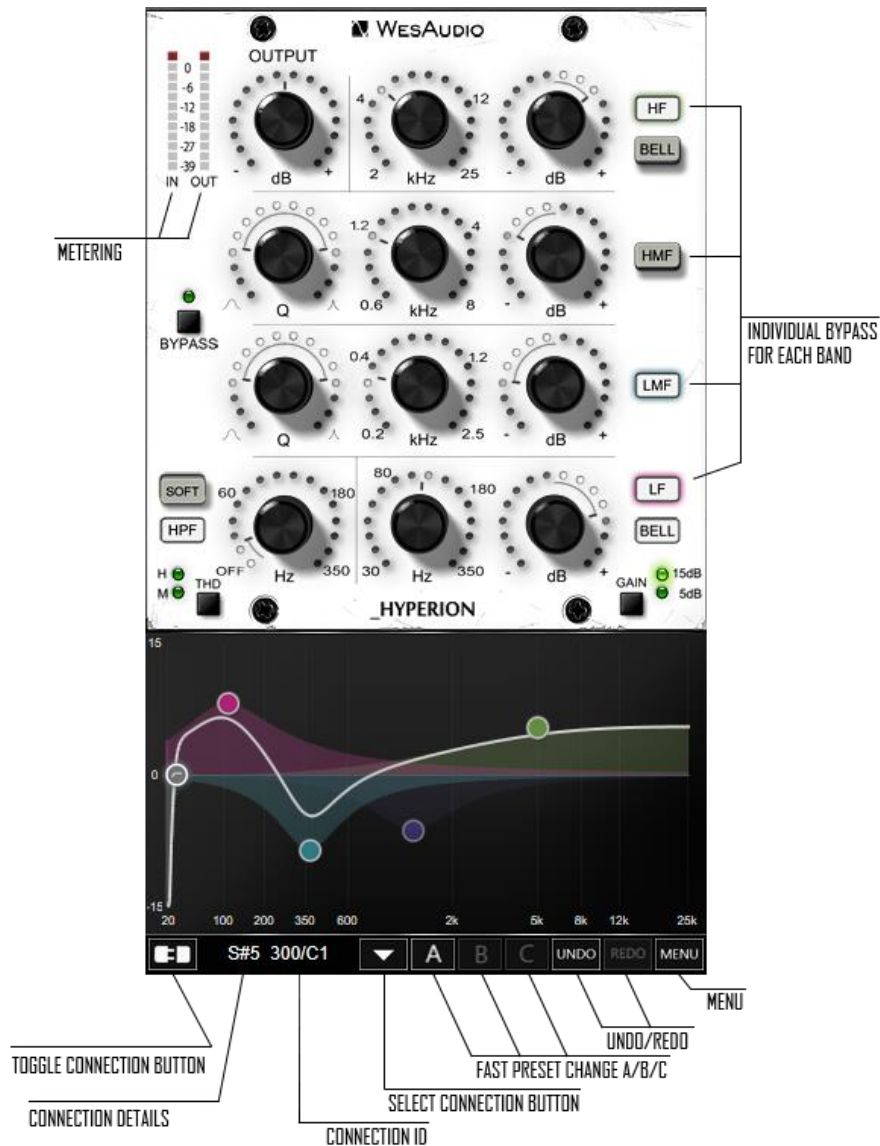 WESAUDIO
OUTPUT
0
-6
-12
-18
-27
-39
IN OUT
- dB +
4 12
2 kHz 25
- dB +
HF
BELL
METERING
Q
1.2 4
0.6 kHz 8
- dB +
HMF
BYPASS
INDIVIDUAL BYPASS
FOR EACH BAND
Q
0.4 1.2
0.2 kHz 2.5
- dB +
LMF
SOFT
HPF
60 180
OFF Hz 350
80 180
30 Hz 350
- dB +
LF
BELL
H
M
THD
_HYPERION
GAIN
15dB
5dB
15
0
-15
20 100 200 350 600 2k 5k 8k 12k 25k
S#5 300/C1 A B C UNDO REDO MENU
MENU
UNDO/REDO
FAST PRESET CHANGE A/B/C
TOGGLE CONNECTION BUTTON
SELECT CONNECTION BUTTON
CONNECTION DETAILS
CONNECTION ID